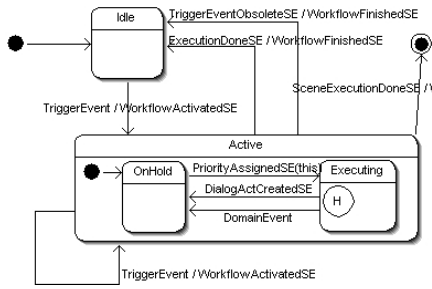 Idle
TriggerEventObsoleteSE / WorkflowFinishedSE
ExecutionDoneSE / WorkflowFinishedSE
SceneExecutionDoneSE /
TriggerEvent / WorkflowActivatedSE
Active
OnHold
PriorityAssignedSE(this)
Executing
DialogActCreatedSE
H
DomainEvent
TriggerEvent / WorkflowActivatedSE